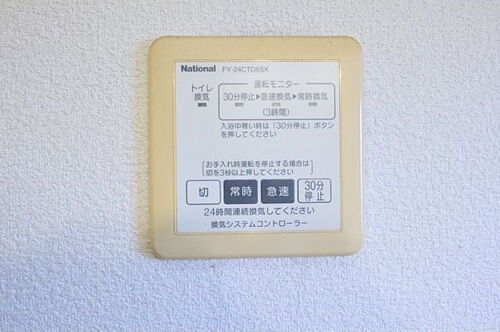 National FY-24CTD6SK
運転モニター
トイレ換気
30分停止▶急速換気▶常時換気
(3時間)
入浴中寒い時は「30分停止」ボタン
を押してください
お手入れ時運転を停止する場合は
切を3秒以上押してください
切 常時 急速 30分停止
24時間連続換気してください
換気システムコントローラー